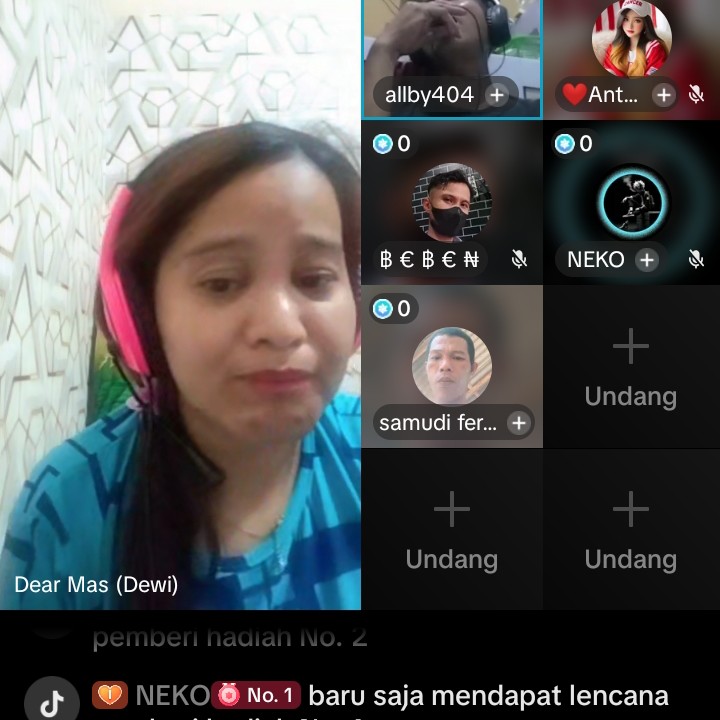 allby404
❤️Ant...
0
0
฿ € ฿ € ₦
NEKO
0
samudi fer...
Undang
Undang
Undang
Dear Mas (Dewi)
pemberi hadiah No. 2
NEKO No. 1 baru saja mendapat lencana